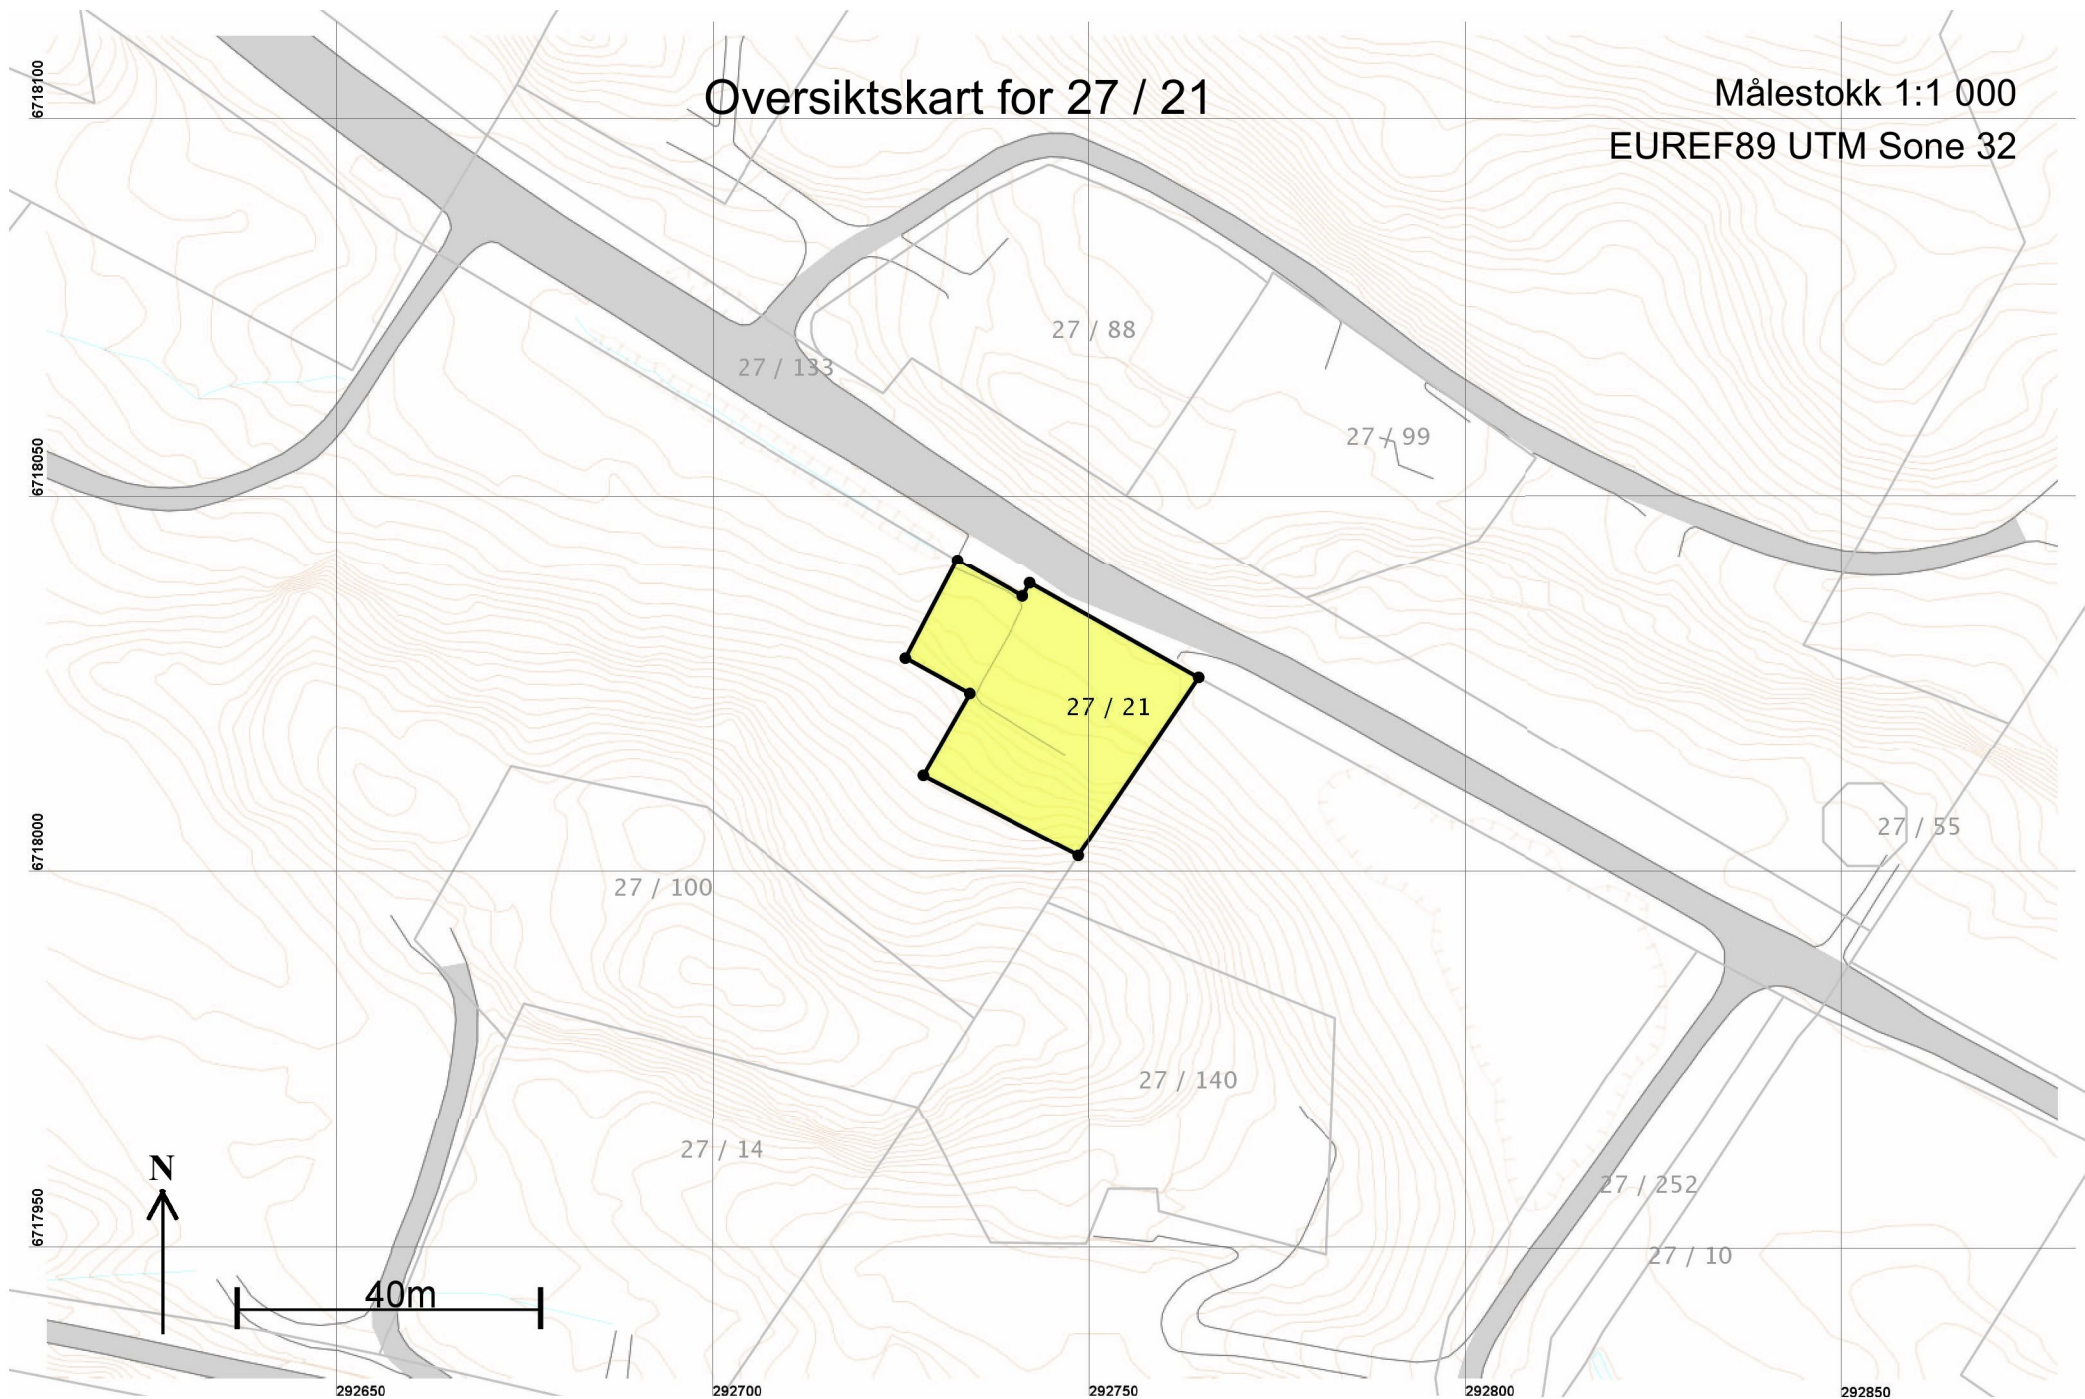 Oversiktskart for 27 / 21
Målestokk 1:1 000
EUREF89 UTM Sone 32
6718100
27 / 88
27 / 133
27 / 99
6718050
27 / 21
6718000
27 / 55
27 / 100
27 / 140
27 / 14
N
27 / 252
6717950
27 / 10
40m
292650
292700
292750
292800
292850